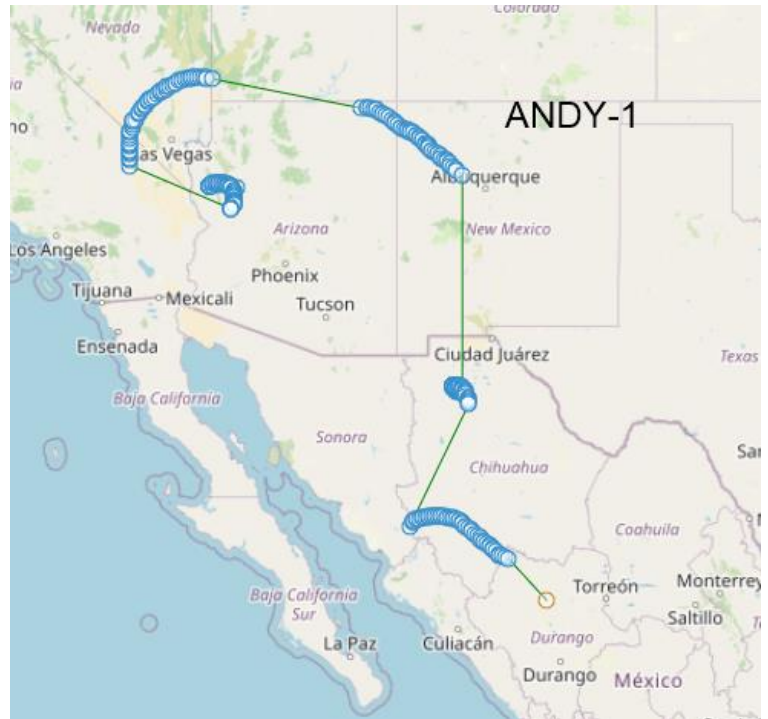 Nevada
Colorado
ANDY-1
no
as Vegas
Albuquerque
Arizona
New Mexico
Los Angeles
Phoenix
Tijuana
Mexicali
Tucson
Ensenada
Ciudad Juárez
Texas
Baja California
Sonora
Chihuahua
Sa
Coahuila
Baja California
Sur
Torreón
Monterrey
Saltillo
Culiacán
Durango
La Paz
Durango
México